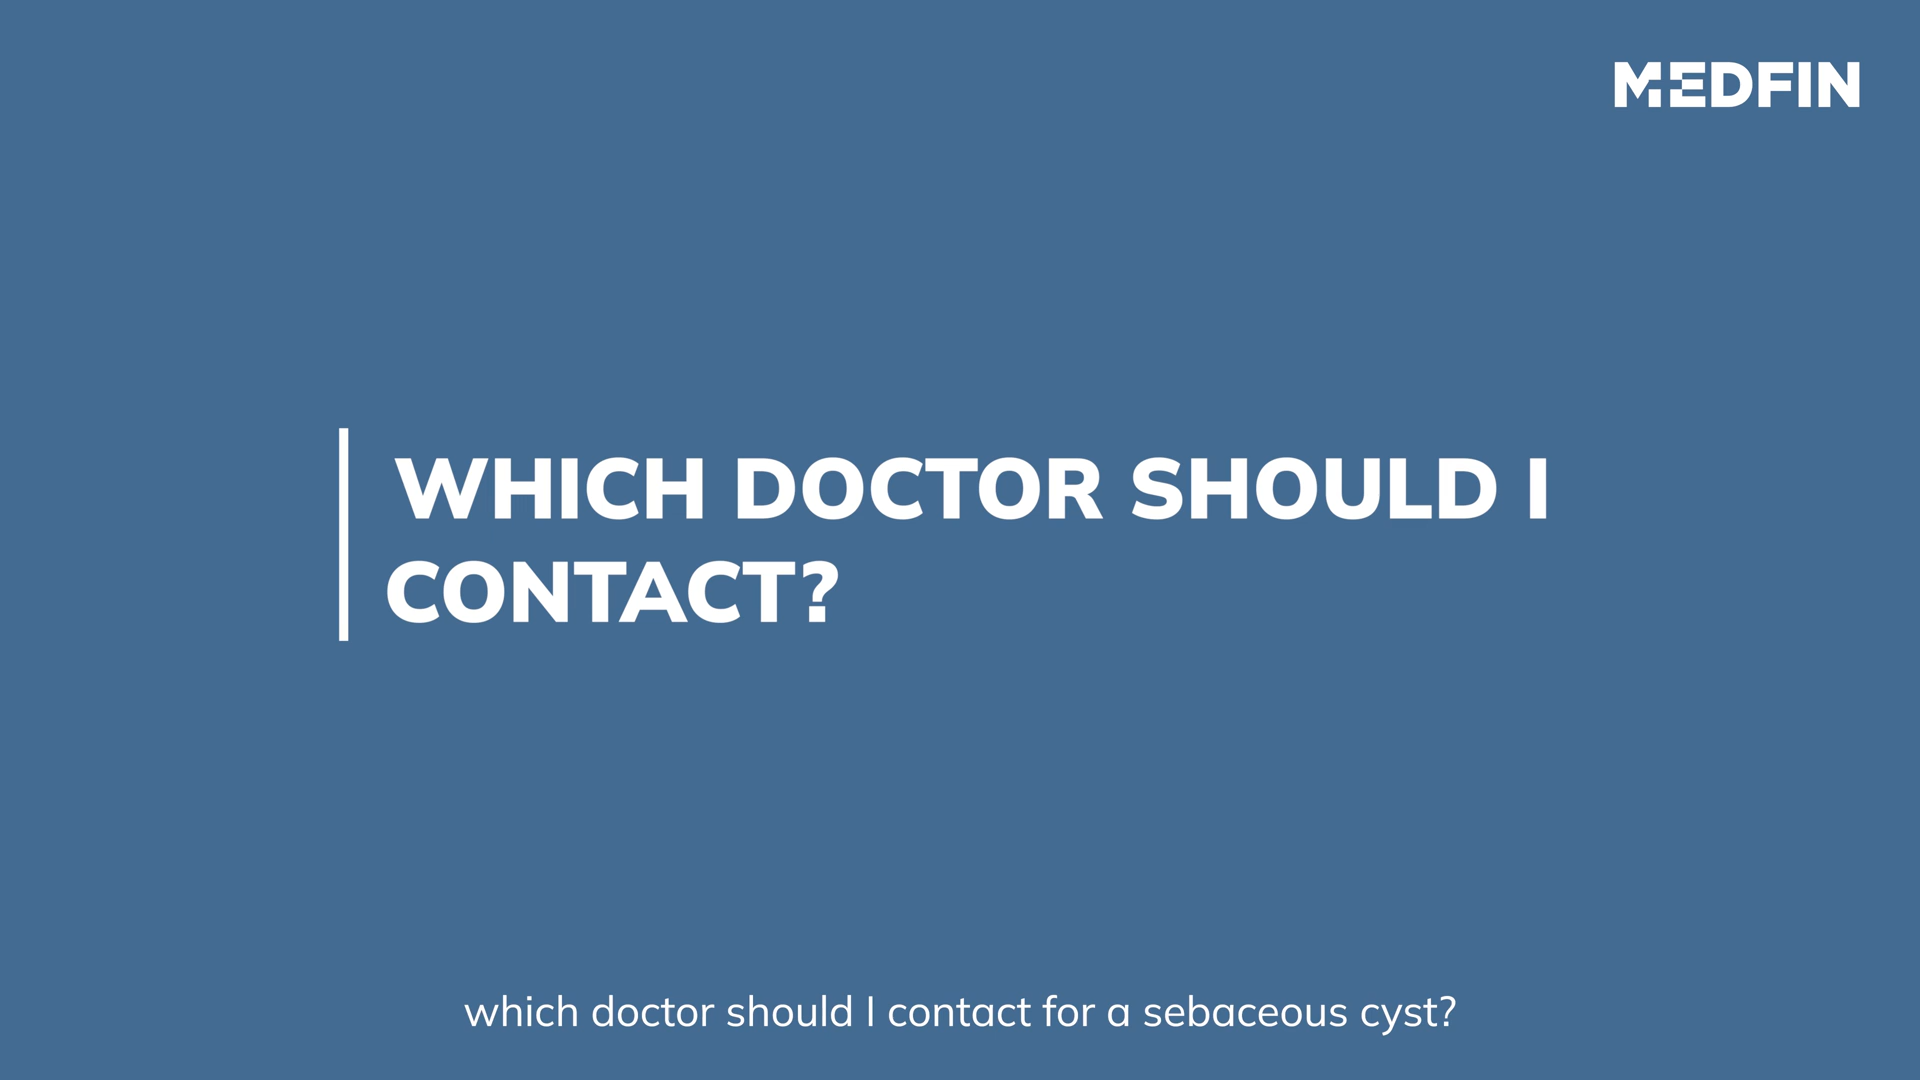 MEDFIN
WHICH DOCTOR SHOULD I
CONTACT?
which doctor should I contact for a sebaceous cyst?